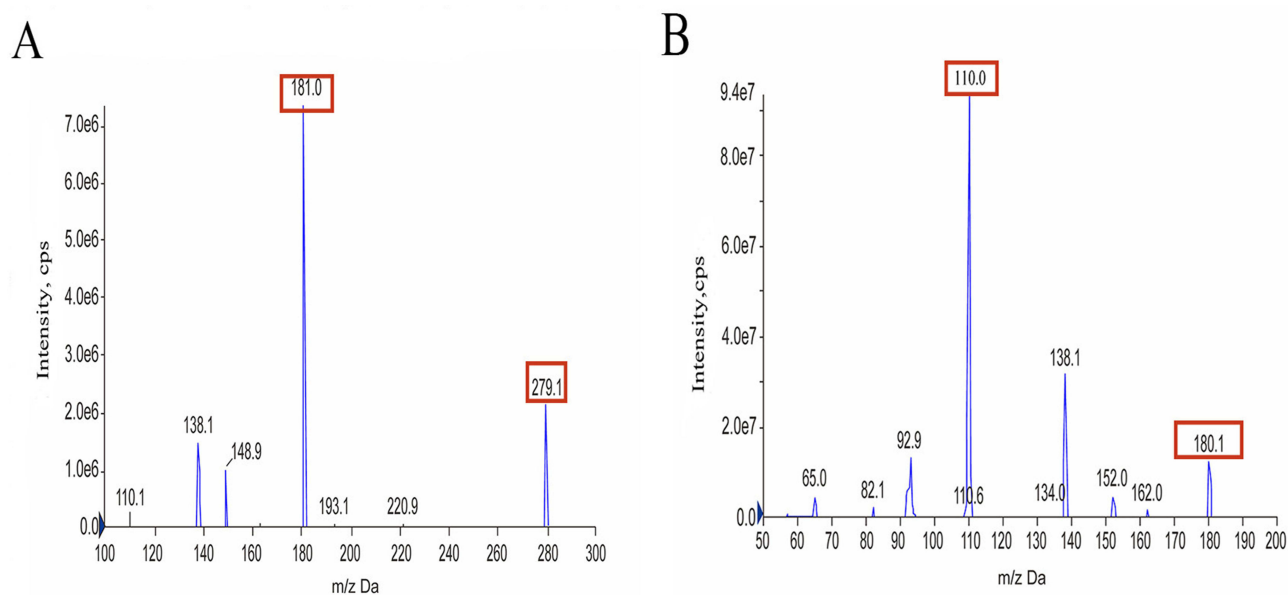 A
Intensity, cps
7.0e6
6.0e6
5.0e6
4.0e6
3.0e6
2.0e6
1.0e6
0.0
181.0
279.1
138.1
148.9
110.1
193.1
220.9
100 120 140 160 180 200 220 240 260 280 300
m/z Da
B
Intensity,cps
9.4e7
8.0e7
6.0e7
4.0e7
2.0e7
0.0
110.0
138.1
180.1
92.9
65.0
82.1
110.6
134.0
152.0
162.0
50 60 70 80 90 100 110 120 130 140 150 160 170 180 190 200
m/z Da